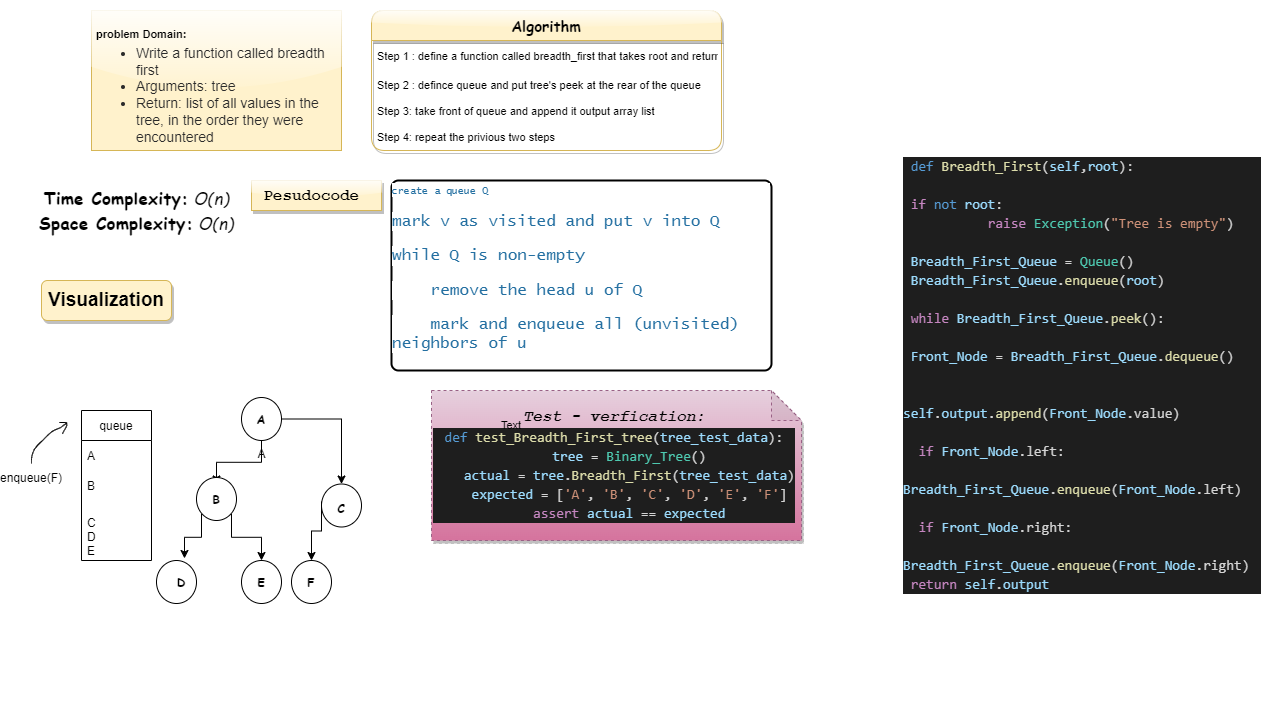 problem Domain:
Write a function called breadth
first
Arguments: tree
Return: list of all values in the
tree, in the order they were
encountered
Algorithm
Step 1 : define a function called breadth_first that takes root and return
Step 2 : defince queue and put tree's peek at the rear of the queue
Step 3: take front of queue and append it output array list
Step 4: repeat the privious two steps
Time Complexity: O(n)
Space Complexity: O(n)
Pesudocode
create a queue Q
mark v as visited and put v into Q
while Q is non-empty
remove the head u of Q
mark and enqueue all (unvisited)
neighbors of u
Visualization
queue
A
B
C
D
E
enqueue(F)
A
A
B
C
D
E
F
Test - verfication:
Text
def test_Breadth_First_tree(tree_test_data):
tree = Binary_Tree()
actual = tree.Breadth_First(tree_test_data)
expected = ['A', 'B', 'C', 'D', 'E', 'F']
assert actual == expected
def Breadth_First(self,root):
if not root:
raise Exception("Tree is empty")
Breadth_First_Queue = Queue()
Breadth_First_Queue.enqueue(root)
while Breadth_First_Queue.peek():
Front_Node = Breadth_First_Queue.dequeue()
self.output.append(Front_Node.value)
if Front_Node.left:
Breadth_First_Queue.enqueue(Front_Node.left)
if Front_Node.right:
Breadth_First_Queue.enqueue(Front_Node.right)
return self.output